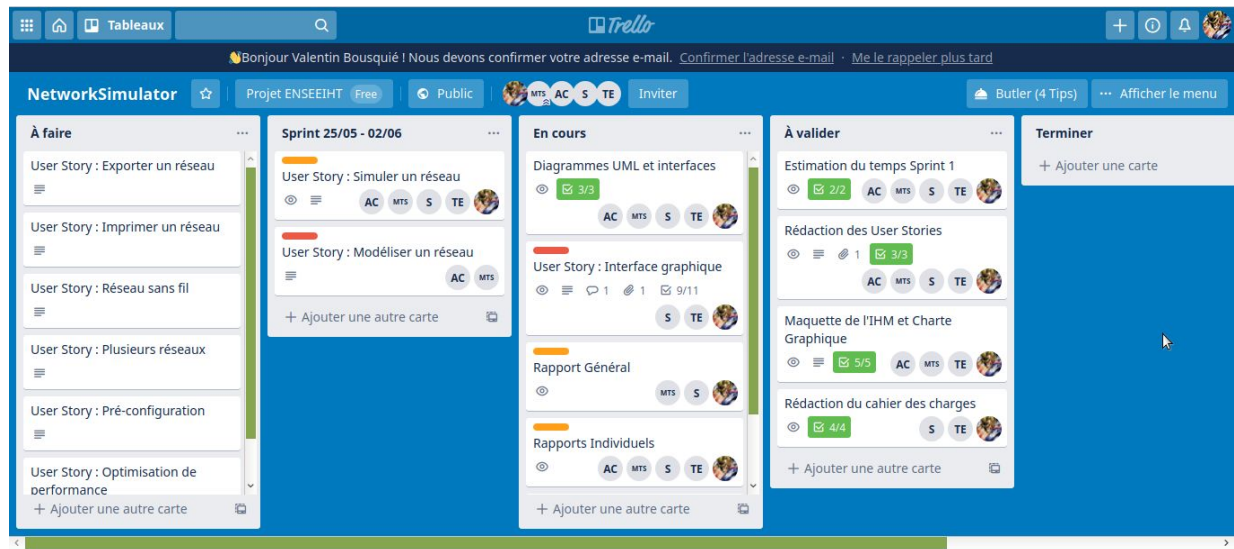 Tableaux
Trello
Bonjour Valentin Bousquié ! Nous devons confirmer votre adresse e-mail. Confirmer l'adresse e-mail · Me le rappeler plus tard
NetworkSimulator Projet ENSEEIHT Free Public MTS AC S TE Inviter Butler (4 Tips) ··· Afficher le menu
À faire
User Story : Exporter un réseau
User Story : Imprimer un réseau
User Story : Réseau sans fil
User Story : Plusieurs réseaux
User Story : Pré-configuration
User Story : Optimisation de
performance
+ Ajouter une autre carte
Sprint 25/05 - 02/06
User Story : Simuler un réseau
AC MTS S TE
User Story : Modéliser un réseau
AC MTS
+ Ajouter une autre carte
En cours
Diagrammes UML et interfaces
3/3
AC MTS S TE
User Story : Interface graphique
1 1 9/11
S TE
Rapport Général
MTS S
Rapports Individuels
AC MTS S TE
+ Ajouter une autre carte
À valider
Estimation du temps Sprint 1
2/2 AC MTS S TE
Rédaction des User Stories
1 3/3
AC MTS S TE
Maquette de l'IHM et Charte
Graphique
5/5 AC MTS TE
Rédaction du cahier des charges
4/4 S TE
+ Ajouter une autre carte
Terminer
+ Ajouter une carte